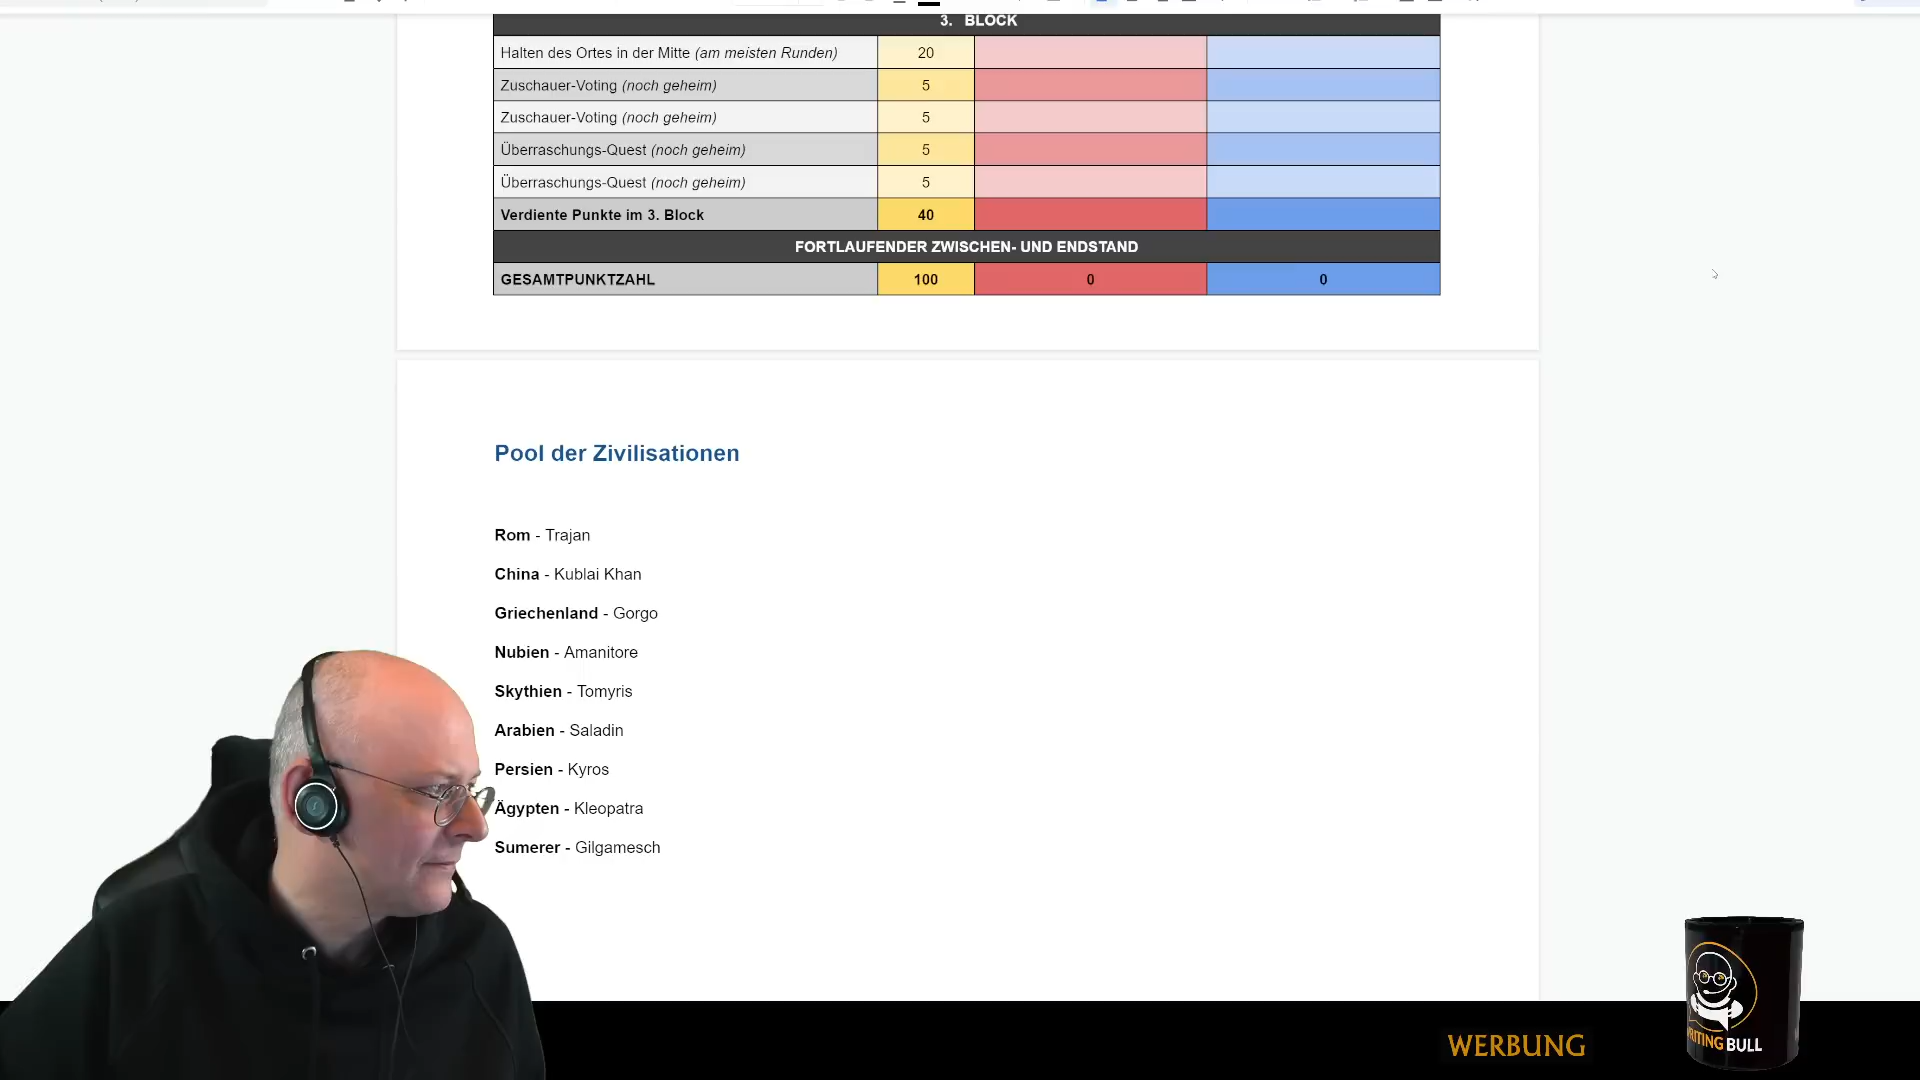 3. BLOCK
Halten des Ortes in der Mitte (am meisten Runden) 20
Zuschauer-Voting (noch geheim) 5
Zuschauer-Voting (noch geheim) 5
Überraschungs-Quest (noch geheim) 5
Überraschungs-Quest (noch geheim) 5
Verdiente Punkte im 3. Block 40
FORTLAUFENDER ZWISCHEN- UND ENDSTAND
GESAMTPUNKTZAHL 100 0 0
Pool der Zivilisationen
Rom - Trajan
China - Kublai Khan
Griechenland - Gorgo
Nubien - Amanitore
Skythien - Tomyris
Arabien - Saladin
Persien - Kyros
Ägypten - Kleopatra
Sumerer - Gilgamesch
WERBUNG
RITING BULL